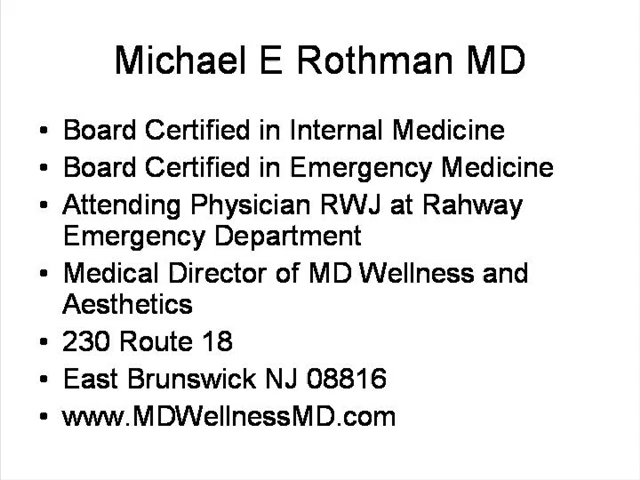 Michael E Rothman MD
• Board Certified in Internal Medicine
• Board Certified in Emergency Medicine
• Attending Physician RWJ at Rahway
Emergency Department
• Medical Director of MD Wellness and
Aesthetics
• 230 Route 18
• East Brunswick NJ 08816
• www.MDWellnessMD.com